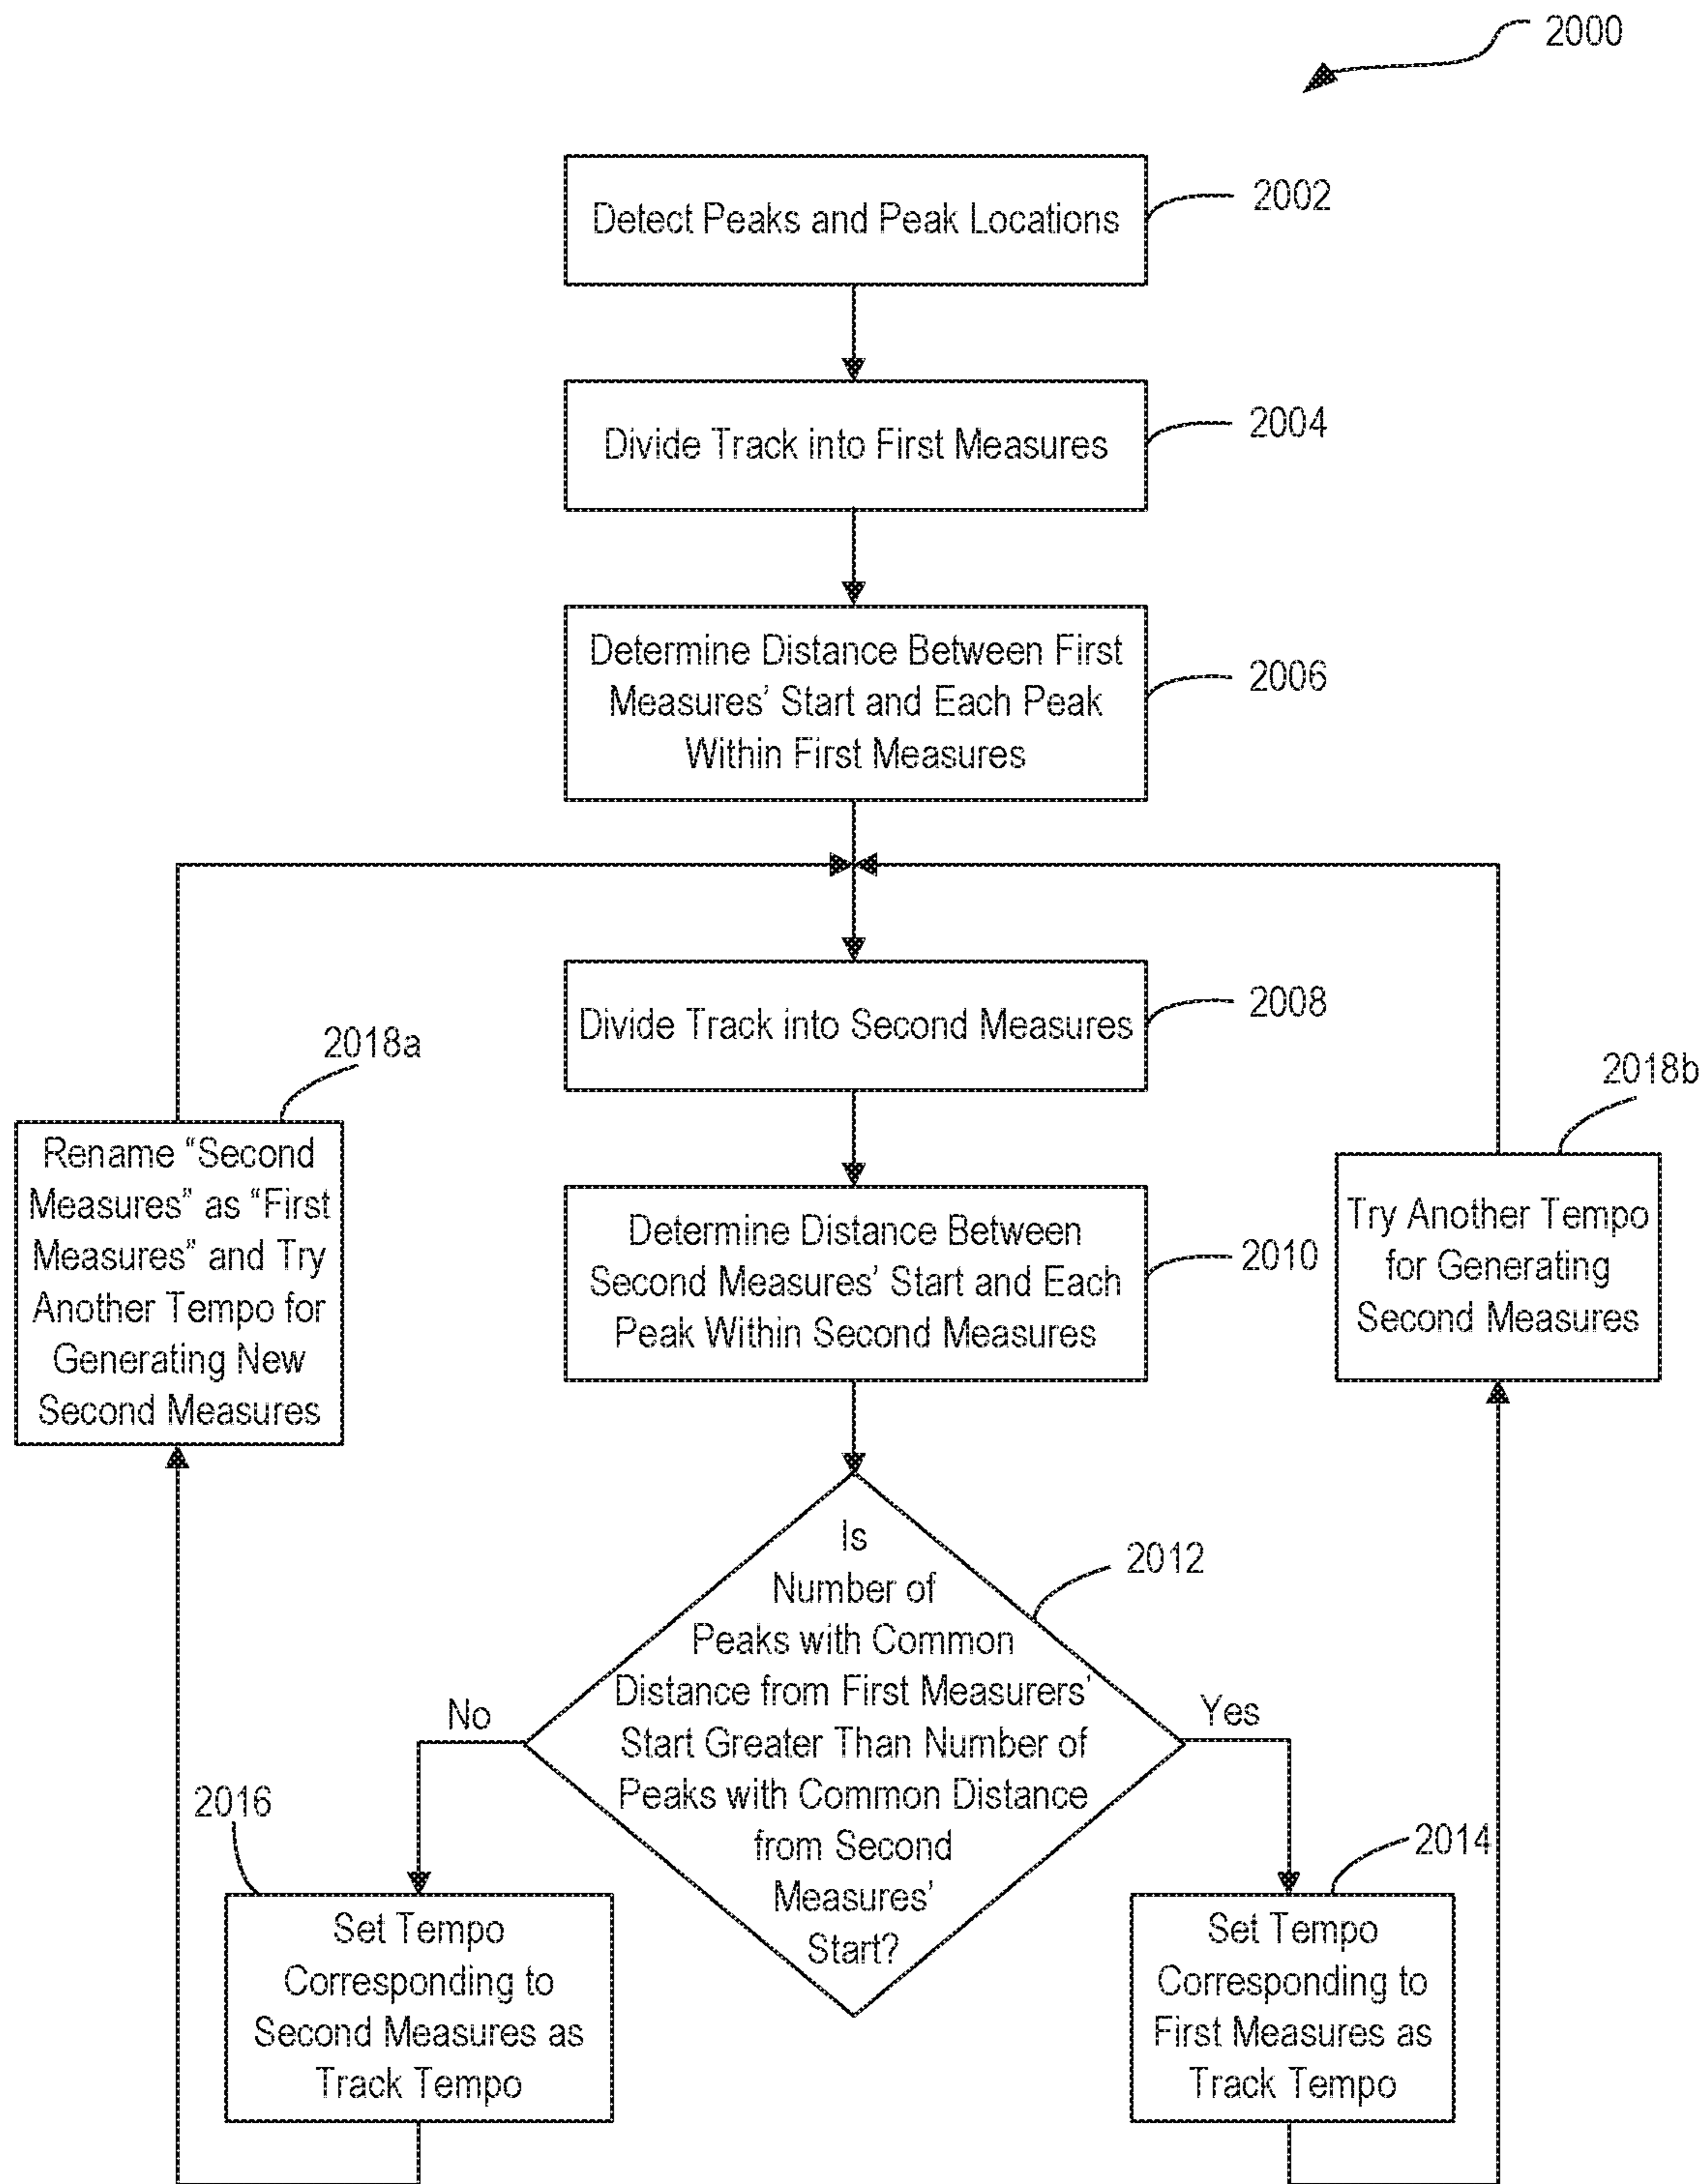 2000
Detect Peaks and Peak Locations
2002
Divide Track into First Measures
2004
Determine Distance Between First
Measures' Start and Each Peak
Within First Measures
2006
Divide Track into Second Measures
2008
2018a
Rename “Second
Measures” as “First
Measures” and Try
Another Tempo for
Generating New
Second Measures
2018b
Try Another Tempo
for Generating
Second Measures
Determine Distance Between
Second Measures' Start and Each
Peak Within Second Measures
2010
Is
Number of
Peaks with Common
Distance from First Measurers'
Start Greater Than Number of
Peaks with Common Distance
from Second
Measures'
Start?
2012
No
Yes
2016
Set Tempo
Corresponding to
Second Measures as
Track Tempo
2014
Set Tempo
Corresponding to
First Measures as
Track Tempo